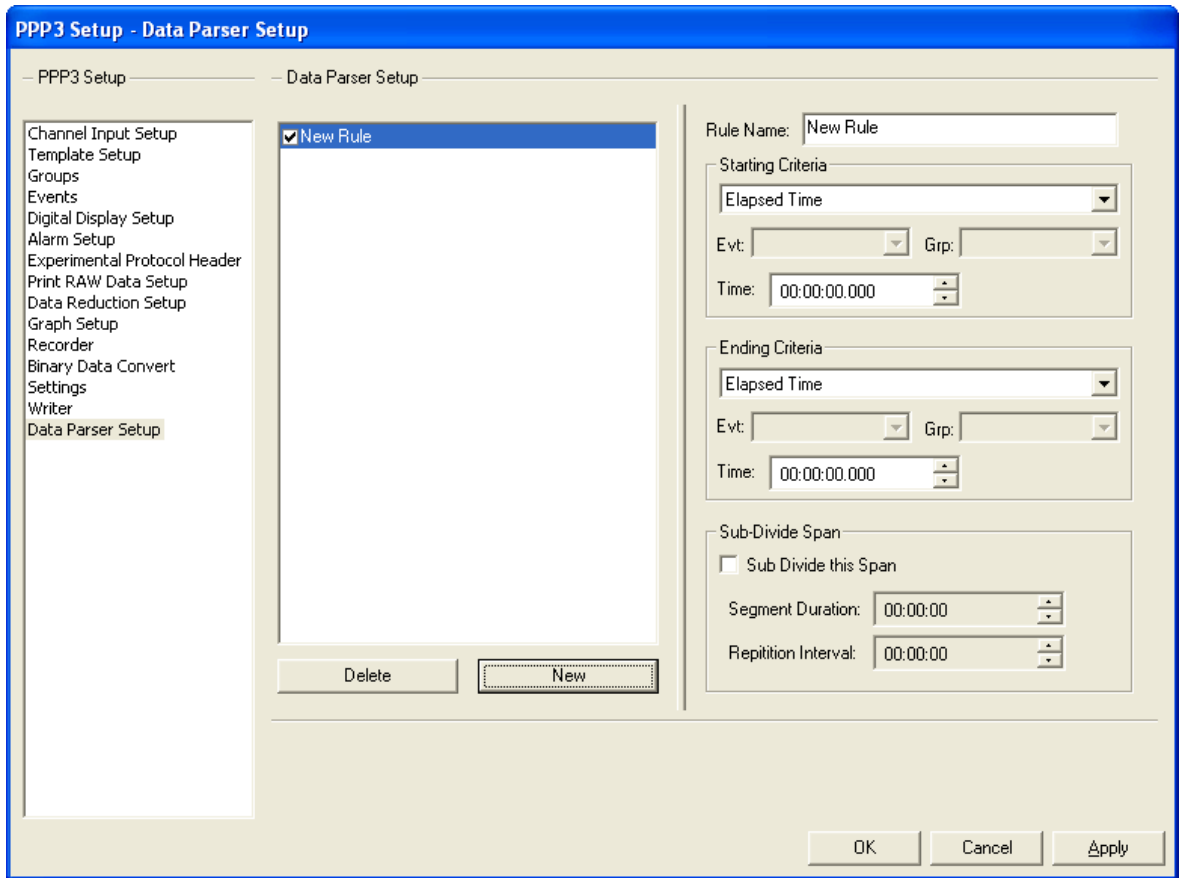 PPP3 Setup - Data Parser Setup
PPP3 Setup
Channel Input Setup
Template Setup
Groups
Events
Digital Display Setup
Alarm Setup
Experimental Protocol Header
Print RAW Data Setup
Data Reduction Setup
Graph Setup
Recorder
Binary Data Convert
Settings
Writer
Data Parser Setup
Data Parser Setup
New Rule
Delete
New
Rule Name: New Rule
Starting Criteria
Elapsed Time
Evt: Grp:
Time: 00:00:00.000
Ending Criteria
Elapsed Time
Evt: Grp:
Time: 00:00:00.000
Sub-Divide Span
Sub Divide this Span
Segment Duration: 00:00:00
Repitition Interval: 00:00:00
OK Cancel Apply